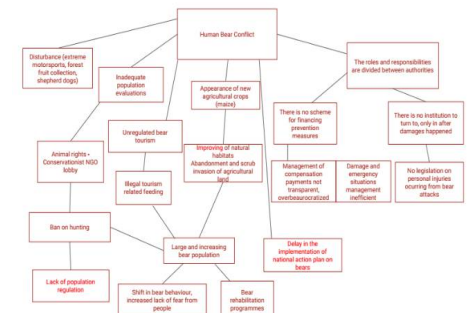 Human Bear Conflict
Disturbance (extreme
motorsports, forest
fruit collection,
shepherd dogs)
Inadequate
population
evaluations
Appearance of new
agricultural crops
(maize)
The roles and responsibilities
are divided between authorities
There is no scheme
for financing
prevention
measures
There is no institution to
turn to, only in after
damages happened
Unregulated bear
tourism
Animal rights •
Conservationist NGO
lobby
Improving of natural
habitats
Abandonment and scrub
invasion of agricultural
land
Management of
compensation
payments not
transparent,
overbeaurocratized
Damage and
emergency
situations
management
inefficient
No legislation on
personal injuries
ocurring from bear
attacks
Illegal tourism
related feeding
Ban on hunting
Large and increasing
bear population
Delay in the
implementation of
national action plan on
bears
Lack of population
regulation
Shift in bear behaviour,
increased lack of fear from
people
Bear
rehabilitation
programmes